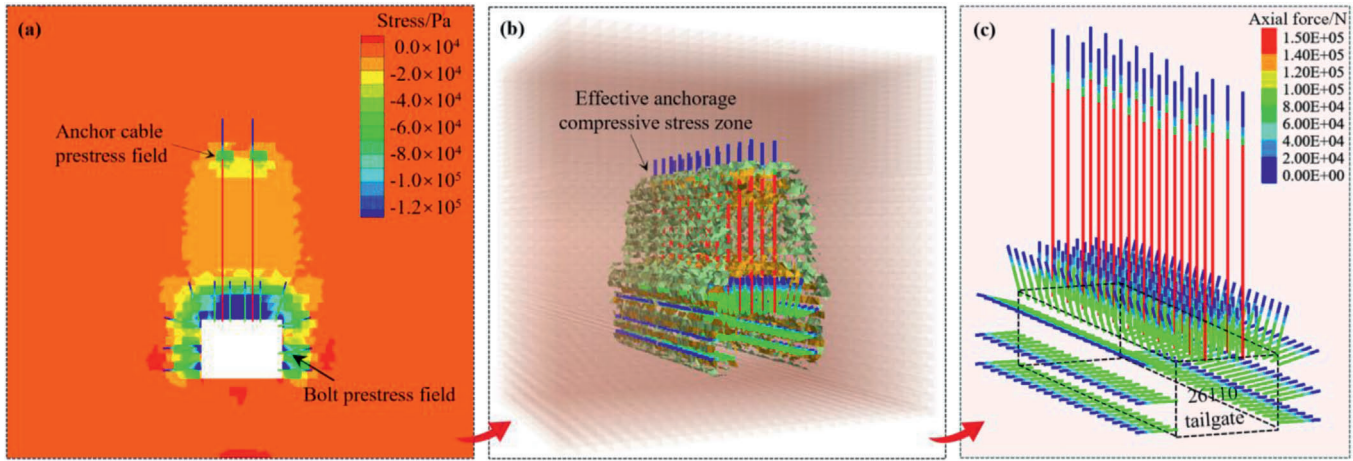 (a)
Stress/Pa
0.0×10⁴
-2.0×10⁴
-4.0×10⁴
-6.0×10⁴
-8.0×10⁴
-1.0×10⁵
-1.2×10⁵
Anchor cable
prestress field
Bolt prestress field
(b)
Effective anchorage
compressive stress zone
(c)
Axial force/N
1.50E+05
1.40E+05
1.20E+05
1.00E+05
8.00E+04
6.00E+04
4.00E+04
2.00E+04
0.00E+00
26110
tailgate